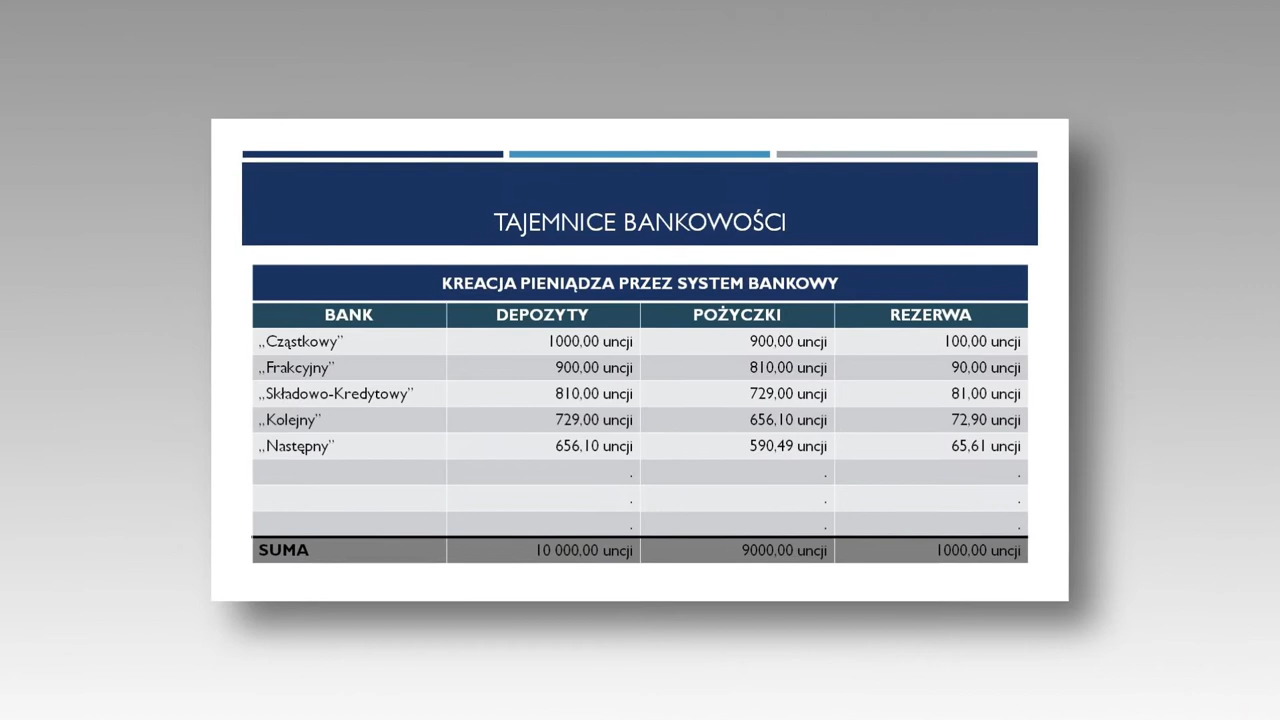 TAJEMNICE BANKOWOŚCI
KREACJA PIENIĄDZA PRZEZ SYSTEM BANKOWY
BANK DEPOZYTY POŻYCZKI REZERWA
„Cząstkowy” 1000,00 uncji 900,00 uncji 100,00 uncji
„Frakcyjny” 900,00 uncji 810,00 uncji 90,00 uncji
„Składowo-Kredytowy” 810,00 uncji 729,00 uncji 81,00 uncji
„Kolejny” 729,00 uncji 656,10 uncji 72,90 uncji
„Następny” 656,10 uncji 590,49 uncji 65,61 uncji
. . .
. . .
. . .
SUMA 10 000,00 uncji 9000,00 uncji 1000,00 uncji